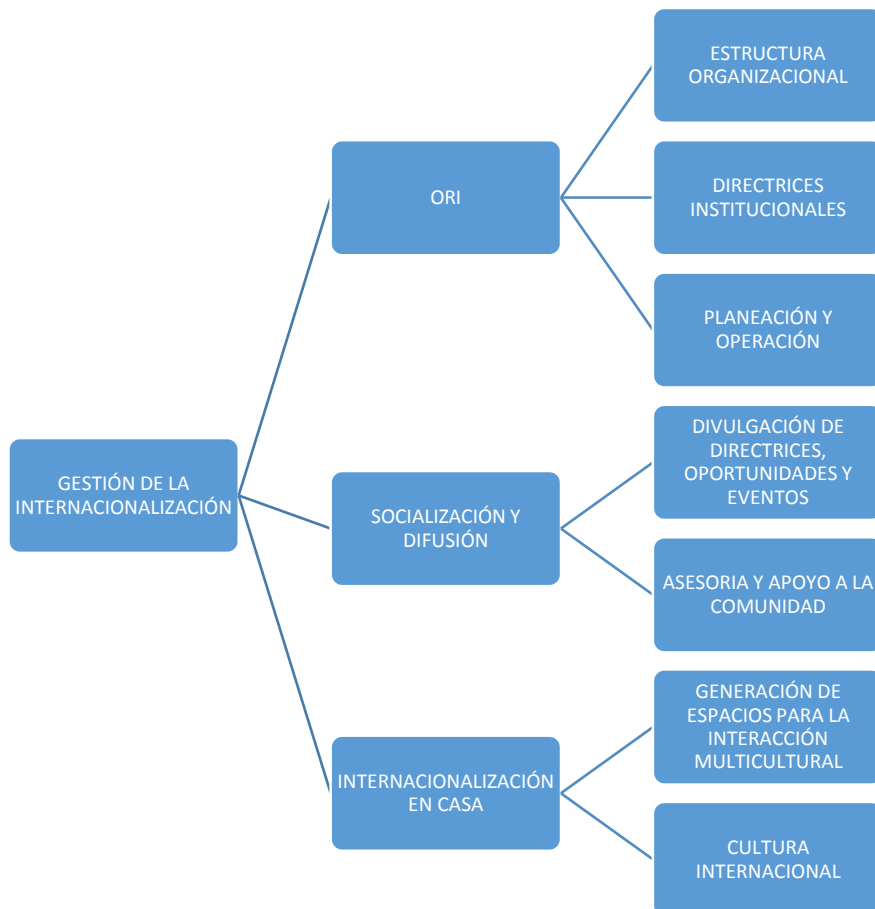 GESTIÓN DE LA
INTERNACIONALIZACIÓN
ORI
ESTRUCTURA
ORGANIZACIONAL
DIRECTRICES
INSTITUCIONALES
PLANEACIÓN Y
OPERACIÓN
SOCIALIZACIÓN Y
DIFUSIÓN
DIVULGACIÓN DE
DIRECTRICES,
OPORTUNIDADES Y
EVENTOS
ASESORIA Y APOYO A LA
COMUNIDAD
INTERNACIONALIZACIÓN
EN CASA
GENERACIÓN DE
ESPACIOS PARA LA
INTERACCIÓN
MULTICULTURAL
CULTURA
INTERNACIONAL